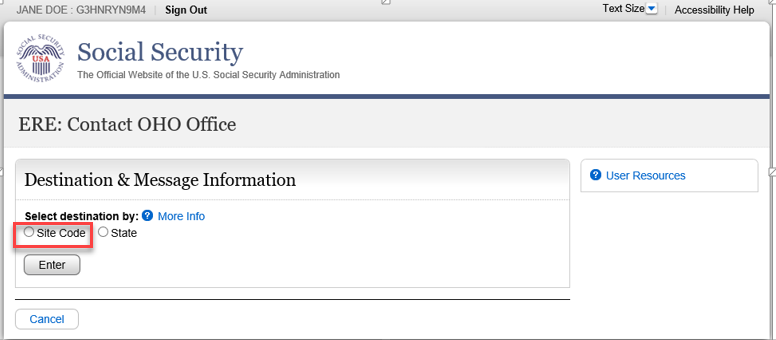 JANE DOE : G3HNRYN9M4 Sign Out Text Size Accessibility Help
SOCIAL SECURITY ADMINISTRATION
USA
Social Security
The Official Website of the U.S. Social Security Administration
ERE: Contact OHO Office
Destination & Message Information
? User Resources
Select destination by: ? More Info
Site Code State
Enter
Cancel